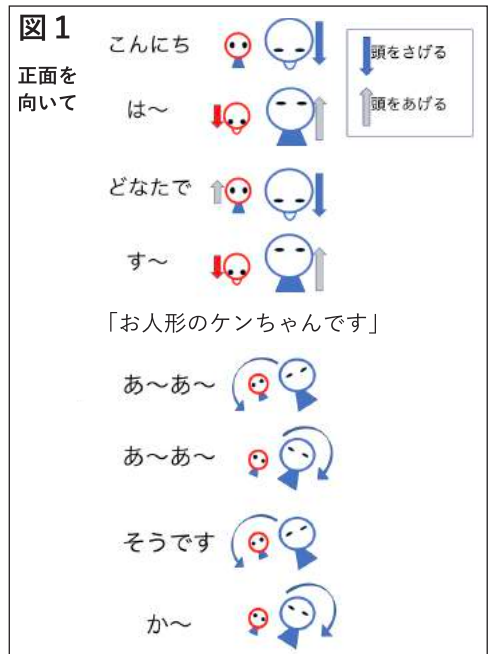 図1
正面を
向いて
こんにち
は～
どなたで
す～
頭をさげる
頭をあげる
「お人形のケンちゃんです」
あ～あ～
あ～あ～
そうです
か～